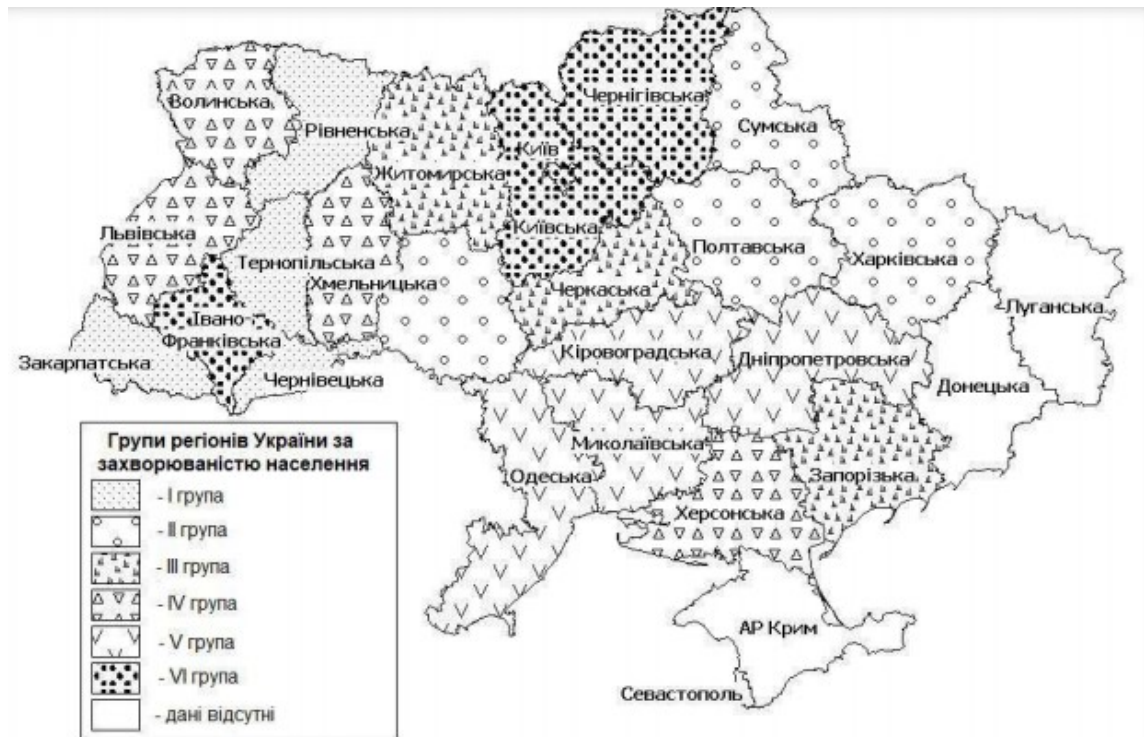 Волинська
Рівненська
Житомирська
Київ
Чернігівська
Сумська
Львівська
Тернопільська
Хмельницька
Київська
Черкаська
Полтавська
Харківська
Луганська
Івано-
Франківська
Закарпатська
Чернівецька
Кіровоградська
Дніпропетровська
Донецька
Миколаївська
Одеська
Запорізька
Херсонська
АР Крим
Севастополь
Групи регіонів України за
захворюваністю населення
- I група
- II група
- III група
- IV група
- V група
- VI група
- дані відсутні